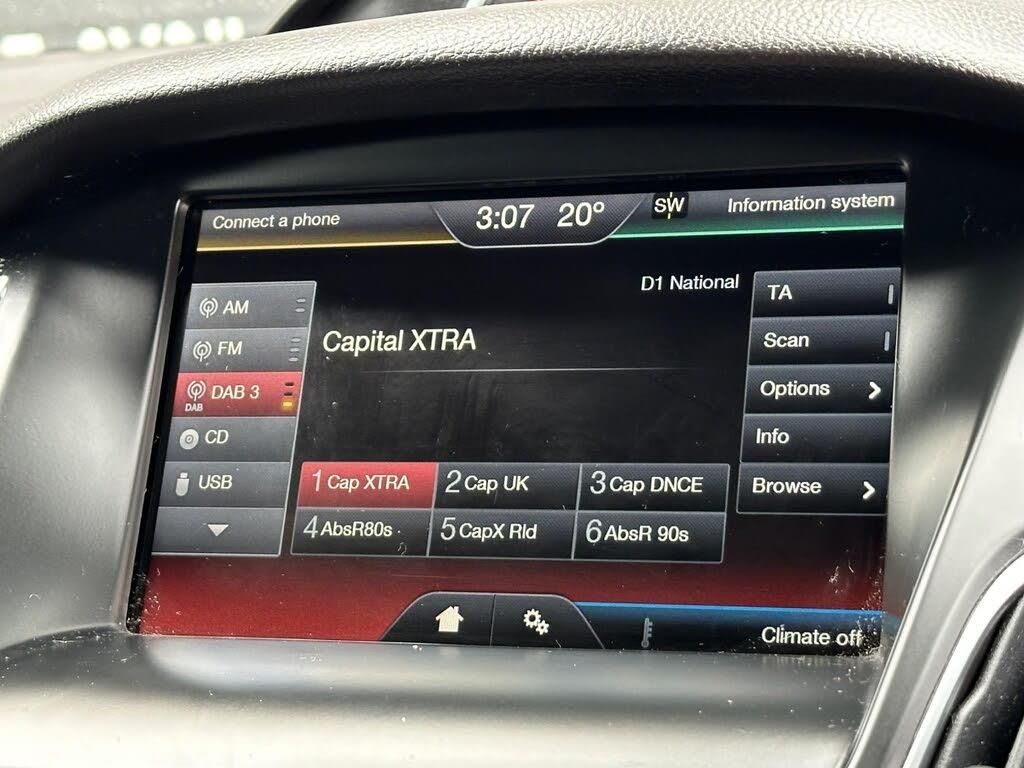 Connect a phone
3:07 20°
SW
Information system
D1 National
AM
FM
DAB 3
DAB
CD
USB
Capital XTRA
TA
Scan
Options
Info
Browse
1 Cap XTRA
2 Cap UK
3 Cap DNCE
4 AbsR80s
5 CapX Rld
6 AbsR 90s
Climate off